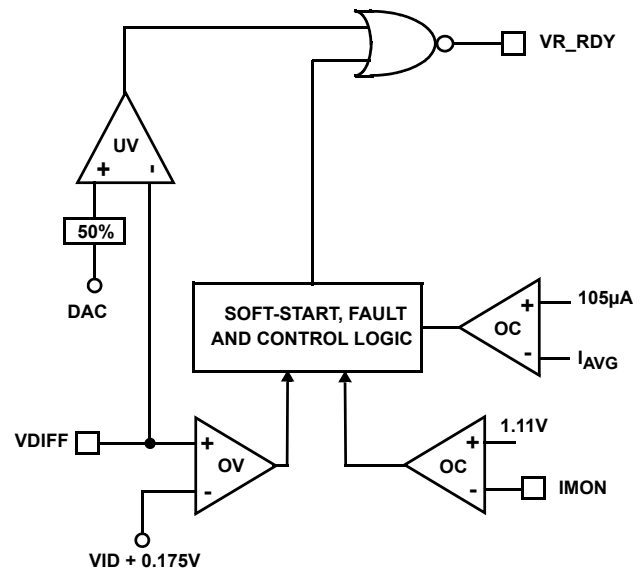 VR_RDY
UV
+ -
50%
DAC
SOFT-START, FAULT
AND CONTROL LOGIC
+ 105µA
OC
- IAVG
VDIFF
+
OV
-
VID + 0.175V
1.11V
+
OC
-
IMON